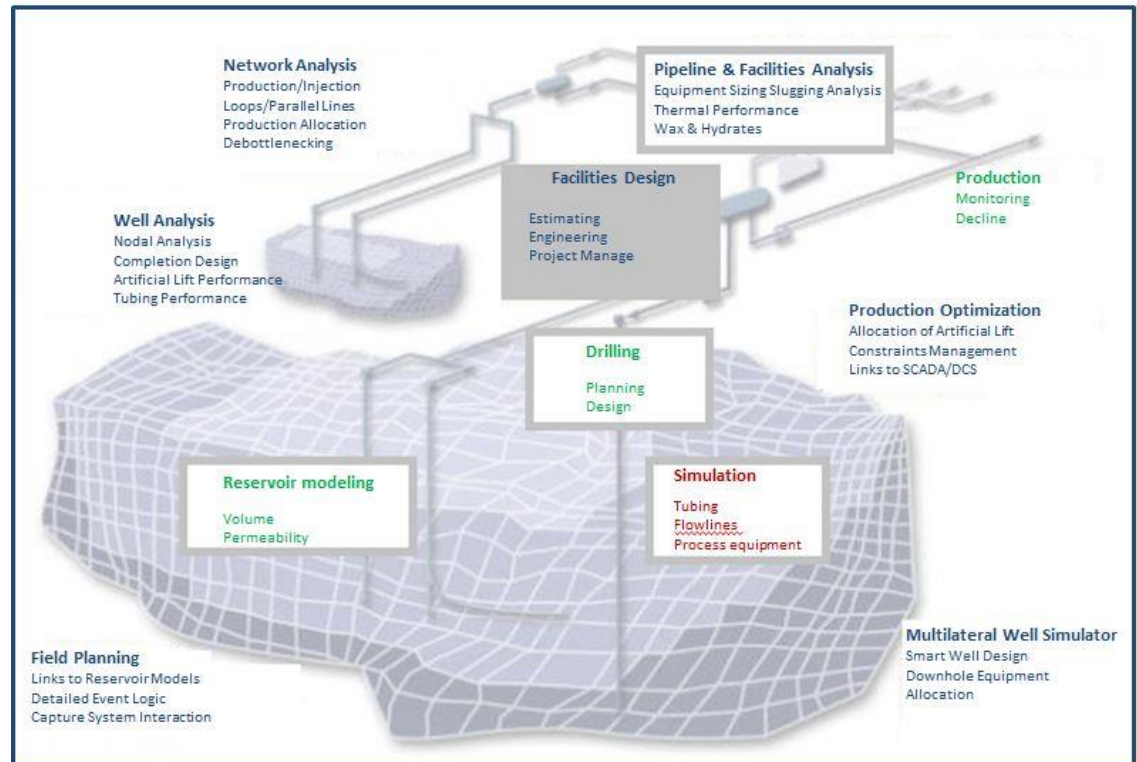 Network Analysis
Production/Injection
Loops/Parallel Lines
Production Allocation
Debottlenecking
Pipeline & Facilities Analysis
Equipment Sizing Slugging Analysis
Thermal Performance
Wax & Hydrates
Facilities Design
Estimating
Engineering
Project Manage
Production
Monitoring
Decline
Well Analysis
Nodal Analysis
Completion Design
Artificial Lift Performance
Tubing Performance
Production Optimization
Allocation of Artificial Lift
Constraints Management
Links to SCADA/DCS
Drilling
Planning
Design
Reservoir modeling
Volume
Permeability
Simulation
Tubing
Flowlines
Process equipment
Field Planning
Links to Reservoir Models
Detailed Event Logic
Capture System Interaction
Multilateral Well Simulator
Smart Well Design
Downhole Equipment
Allocation